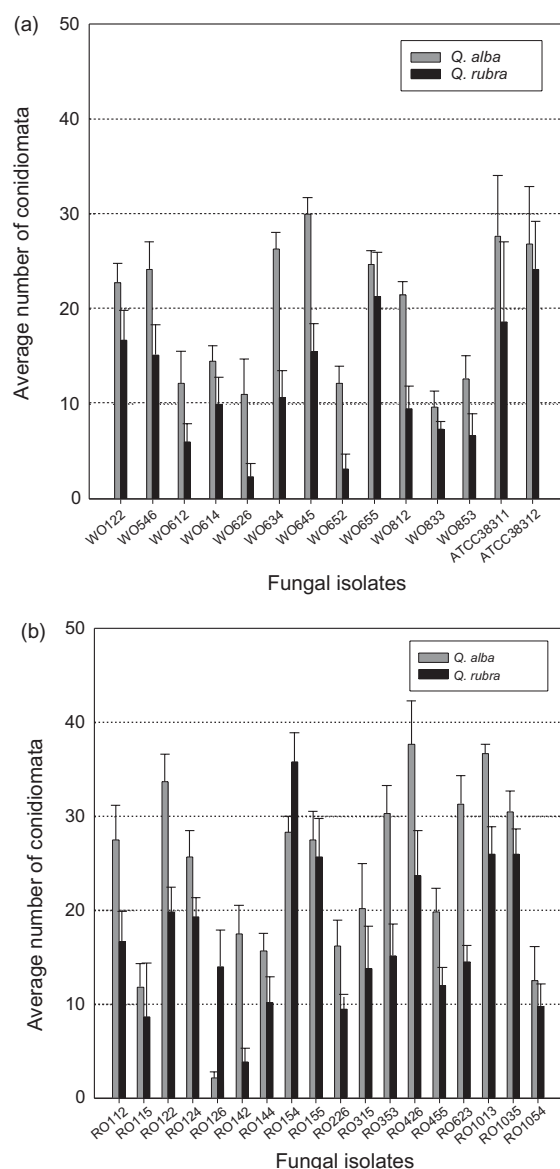 (a)
50
40
30
20
10
0
Average number of conidiomata
Q. alba
Q. rubra
WO122
WO546
WO612
WO614
WO626
WO634
WO645
WO652
WO655
WO812
WO833
WO853
ATCC38311
ATCC38312
Fungal isolates
(b)
50
40
30
20
10
0
Average number of conidiomata
Q. alba
Q. rubra
RO112
RO115
RO122
RO124
RO126
RO142
RO144
RO154
RO155
RO226
RO315
RO353
RO426
RO455
RO623
RO1013
RO1035
RO1054
Fungal isolates